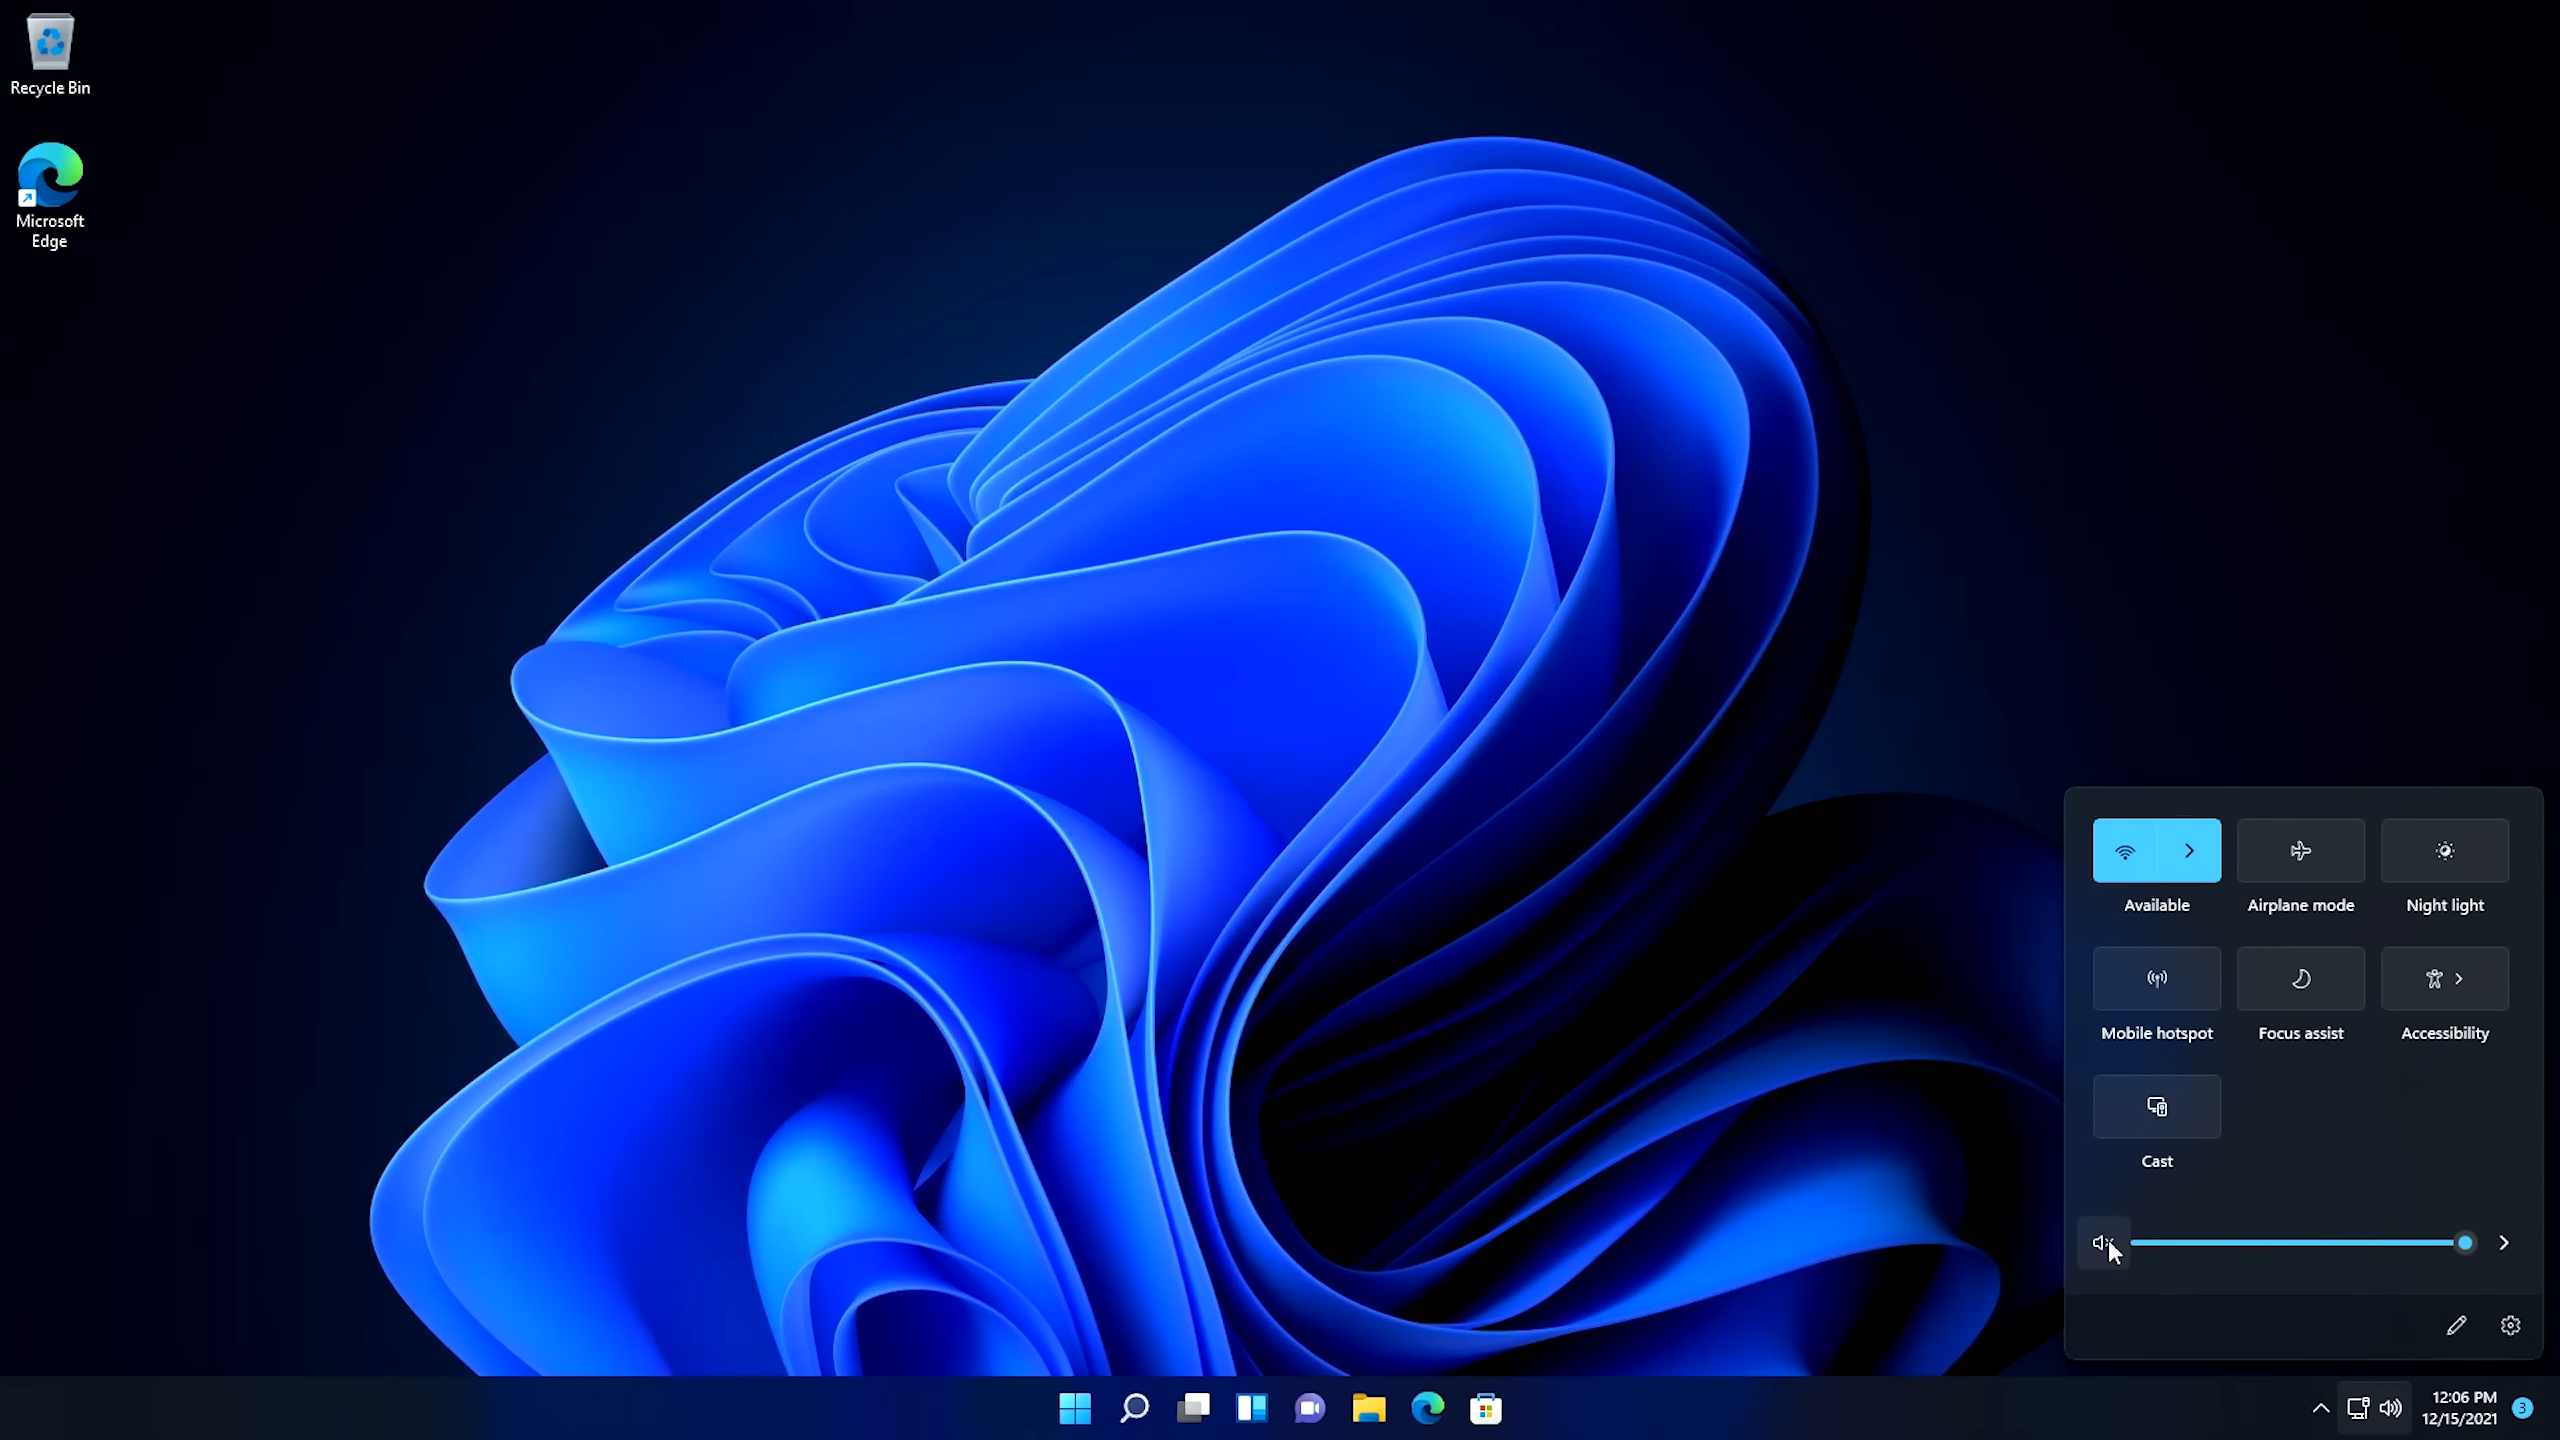 Recycle Bin
Microsoft
Edge
Available
Airplane mode
Night light
Mobile hotspot
Focus assist
Accessibility
Cast
12:06 PM
12/15/2021
3